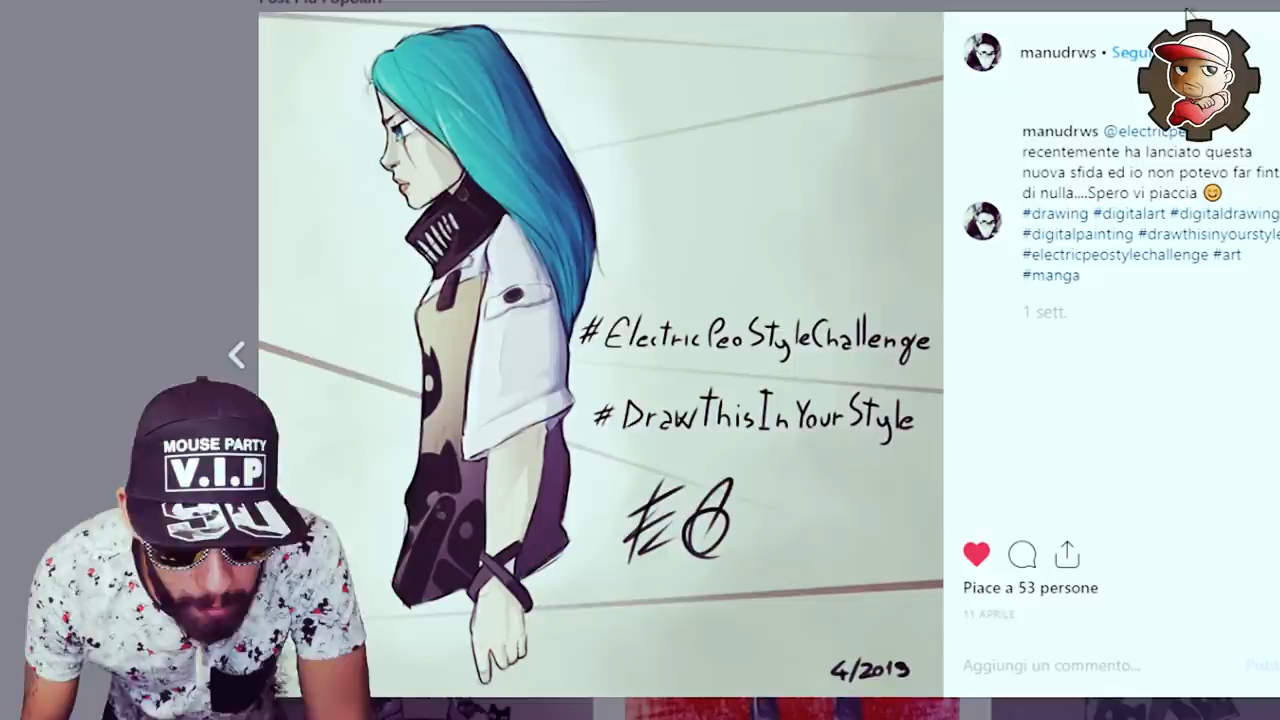 Post Più Popolari
manudrws • Segui
manudrws @electricpe
recentemente ha lanciato questa
nuova sfida ed io non potevo far fint
di nulla....Spero vi piaccia
#drawing #digitalart #digitaldrawing
#digitalpainting #drawthisinyourstyle
#electricpeostylechallenge #art
#manga
1 sett.
#ElectricPeoStyleChallenge
#DrawThisInYourStyle
4/2019
MOUSE PARTY
V.I.P
90
Piace a 53 persone
11 APRILE
Aggiungi un commento...
Pub